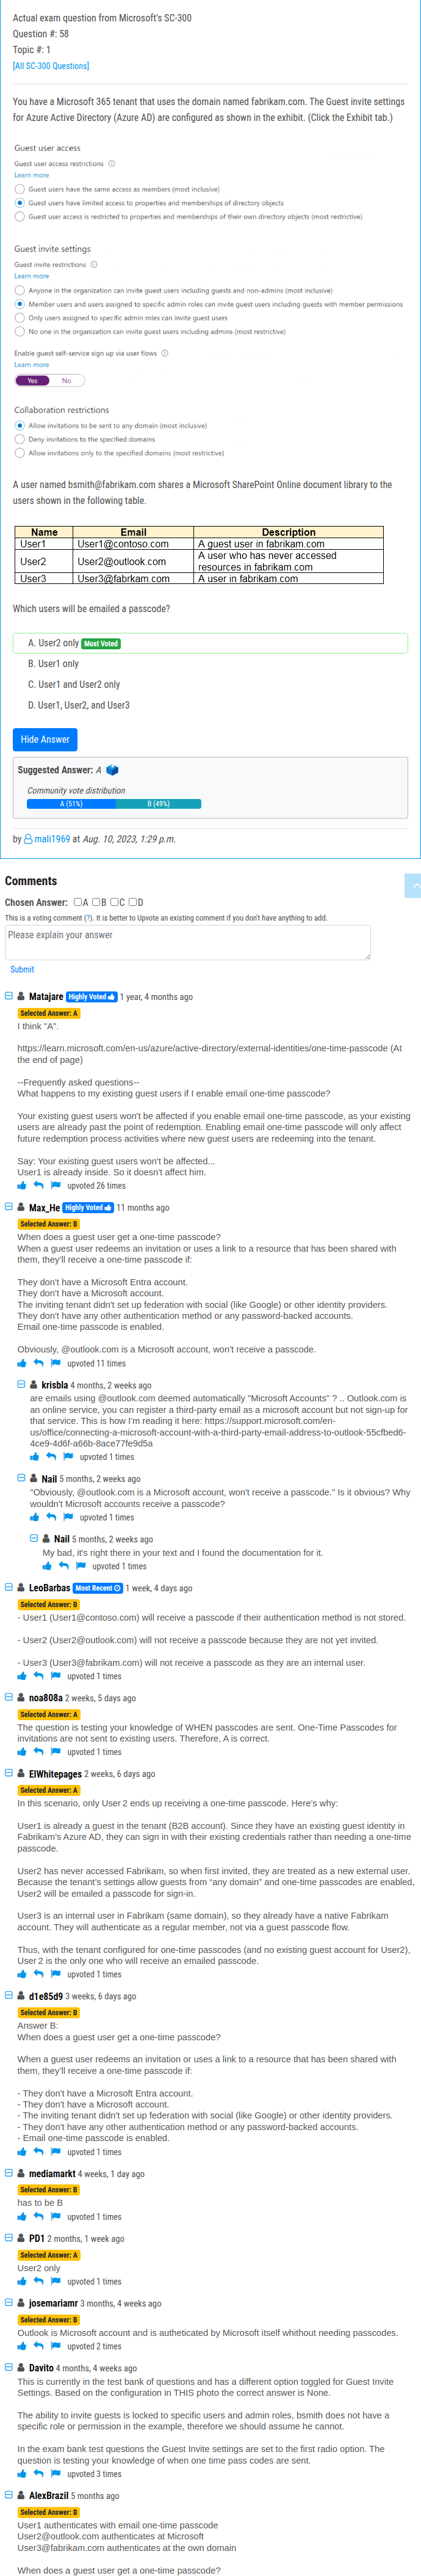 Actual exam question from Microsoft's SC-300
Question #: 58
Topic #: 1
[All SC-300 Questions]
You have a Microsoft 365 tenant that uses the domain named fabrikam.com. The Guest invite settings
for Azure Active Directory (Azure AD) are configured as shown in the exhibit. (Click the Exhibit tab.)
Guest user access
Guest user access restrictions
Learn more
Guest users have the same access as members (most inclusive)
Guest users have limited access to properties and memberships of directory objects
Guest user access is restricted to properties and memberships of their own directory objects (most restrictive)
Guest invite settings
Guest invite restrictions
Learn more
Anyone in the organization can invite guest users including guests and non-admins (most inclusive)
Member users and users assigned to specific admin roles can invite guest users including guests with member permissions
Only users assigned to specific admin roles can invite guest users
No one in the organization can invite guest users including admins (most restrictive)
Enable guest self-service sign up via user flows
Learn more
Yes No
Collaboration restrictions
Allow invitations to be sent to any domain (most inclusive)
Deny invitations to the specified domains
Allow invitations only to the specified domains (most restrictive)
A user named bsmith@fabrikam.com shares a Microsoft SharePoint Online document library to the
users shown in the following table.
Name Email Description
User1 User1@contoso.com A guest user in fabrikam.com
User2 User2@outlook.com A user who has never accessed
resources in fabrikam.com
User3 User3@fabrkam.com A user in fabrikam.com
Which users will be emailed a passcode?
A. User2 only Most Voted
B. User1 only
C. User1 and User2 only
D. User1, User2, and User3
Hide Answer
Suggested Answer: A
Community vote distribution
A (51%) B (49%)
by mali1969 at Aug. 10, 2023, 1:29 p.m.
Comments
Chosen Answer: A B C D
This is a voting comment (?). It is better to Upvote an existing comment if you don't have anything to add.
Please explain your answer
Submit
Matajare Highly Voted 1 year, 4 months ago
Selected Answer: A
I think "A".
https://learn.microsoft.com/en-us/azure/active-directory/external-identities/one-time-passcode (At
the end of page)
--Frequently asked questions--
What happens to my existing guest users if I enable email one-time passcode?
Your existing guest users won't be affected if you enable email one-time passcode, as your existing
users are already past the point of redemption. Enabling email one-time passcode will only affect
future redemption process activities where new guest users are redeeming into the tenant.
Say: Your existing guest users won't be affected...
User1 is already inside. So it doesn't affect him.
upvoted 26 times
Max_He Highly Voted 11 months ago
Selected Answer: B
When does a guest user get a one-time passcode?
When a guest user redeems an invitation or uses a link to a resource that has been shared with
them, they'll receive a one-time passcode if:
They don't have a Microsoft Entra account.
They don't have a Microsoft account.
The inviting tenant didn't set up federation with social (like Google) or other identity providers.
They don't have any other authentication method or any password-backed accounts.
Email one-time passcode is enabled.
Obviously, @outlook.com is a Microsoft account, won't receive a passcode.
upvoted 11 times
krisbla 4 months, 2 weeks ago
are emails using @outlook.com deemed automatically "Microsoft Accounts" ? .. Outlook.com is
an online service, you can register a third-party email as a microsoft account but not sign-up for
that service. This is how I'm reading it here: https://support.microsoft.com/en-
us/office/connecting-a-microsoft-account-with-a-third-party-email-address-to-outlook-55cfbed6-
4ce9-4d6f-a66b-8ace77fe9d5a
upvoted 1 times
Nail 5 months, 2 weeks ago
"Obviously, @outlook.com is a Microsoft account, won't receive a passcode." Is it obvious? Why
wouldn't Microsoft accounts receive a passcode?
upvoted 1 times
Nail 5 months, 2 weeks ago
My bad, it's right there in your text and I found the documentation for it.
upvoted 1 times
LeoBarbas Most Recent 1 week, 4 days ago
Selected Answer: B
- User1 (User1@contoso.com) will receive a passcode if their authentication method is not stored.
- User2 (User2@outlook.com) will not receive a passcode because they are not yet invited.
- User3 (User3@fabrikam.com) will not receive a passcode as they are an internal user.
upvoted 1 times
noa808a 2 weeks, 5 days ago
Selected Answer: A
The question is testing your knowledge of WHEN passcodes are sent. One-Time Passcodes for
invitations are not sent to existing users. Therefore, A is correct.
upvoted 1 times
ElWhitepages 2 weeks, 6 days ago
Selected Answer: A
In this scenario, only User 2 ends up receiving a one-time passcode. Here's why:
User1 is already a guest in the tenant (B2B account). Since they have an existing guest identity in
Fabrikam's Azure AD, they can sign in with their existing credentials rather than needing a one-time
passcode.
User2 has never accessed Fabrikam, so when first invited, they are treated as a new external user.
Because the tenant's settings allow guests from "any domain" and one-time passcodes are enabled,
User2 will be emailed a passcode for sign-in.
User3 is an internal user in Fabrikam (same domain), so they already have a native Fabrikam
account. They will authenticate as a regular member, not via a guest passcode flow.
Thus, with the tenant configured for one-time passcodes (and no existing guest account for User2),
User 2 is the only one who will receive an emailed passcode.
upvoted 1 times
d1e85d9 3 weeks, 6 days ago
Selected Answer: B
Answer B:
When does a guest user get a one-time passcode?
When a guest user redeems an invitation or uses a link to a resource that has been shared with
them, they'll receive a one-time passcode if:
- They don't have a Microsoft Entra account.
- They don't have a Microsoft account.
- The inviting tenant didn't set up federation with social (like Google) or other identity providers.
- They don't have any other authentication method or any password-backed accounts.
- Email one-time passcode is enabled.
upvoted 1 times
mediamarkt 4 weeks, 1 day ago
Selected Answer: B
has to be B
upvoted 1 times
PD1 2 months, 1 week ago
Selected Answer: A
User2 only
upvoted 1 times
josemariamr 3 months, 4 weeks ago
Selected Answer: B
Outlook is Microsoft account and is autheticated by Microsoft itself whithout needing passcodes.
upvoted 2 times
Davito 4 months, 4 weeks ago
This is currently in the test bank of questions and has a different option toggled for Guest Invite
Settings. Based on the configuration in THIS photo the correct answer is None.
The ability to invite guests is locked to specific users and admin roles, bsmith does not have a
specific role or permission in the example, therefore we should assume he cannot.
In the exam bank test questions the Guest Invite settings are set to the first radio option. The
question is testing your knowledge of when one time pass codes are sent.
upvoted 3 times
AlexBrazil 5 months ago
Selected Answer: B
User1 authenticates with email one-time passcode
User2@outlook.com authenticates at Microsoft
User3@fabrikam.com authenticates at the own domain
When does a guest user get a one-time passcode?